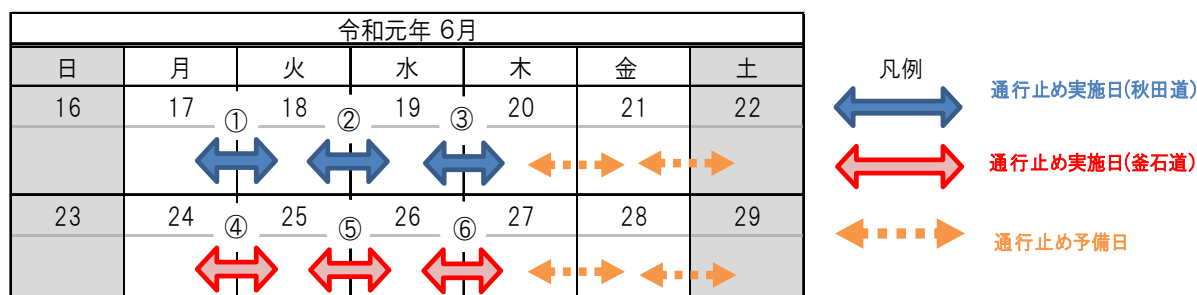 令和元年 6月
日 月 火 水 木 金 土
16 17 18 19 20 21 22
① ② ③
23 24 25 26 27 28 29
④ ⑤ ⑥
凡例
通行止め実施日(秋田道)
通行止め実施日(釜石道)
通行止め予備日